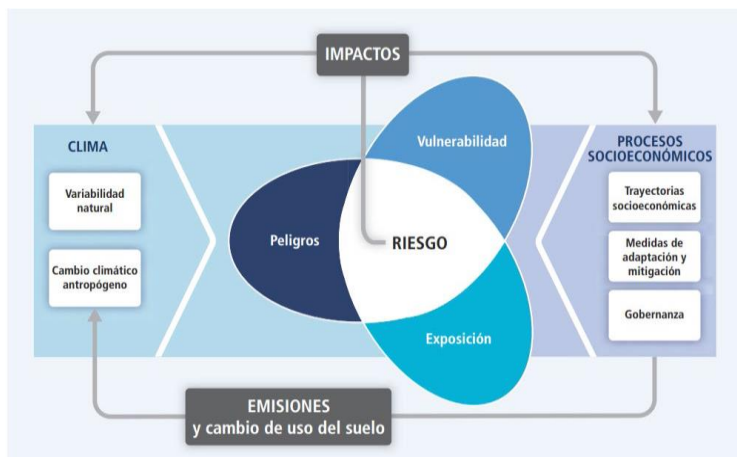 IMPACTOS
CLIMA
Variabilidad
natural
Cambio climático
antropógeno
Peligros
Vulnerabilidad
RIESGO
Exposición
PROCESOS
SOCIOECONÓMICOS
Trayectorias
socioeconómicas
Medidas de
adaptación y
mitigación
Gobernanza
EMISIONES
y cambio de uso del suelo